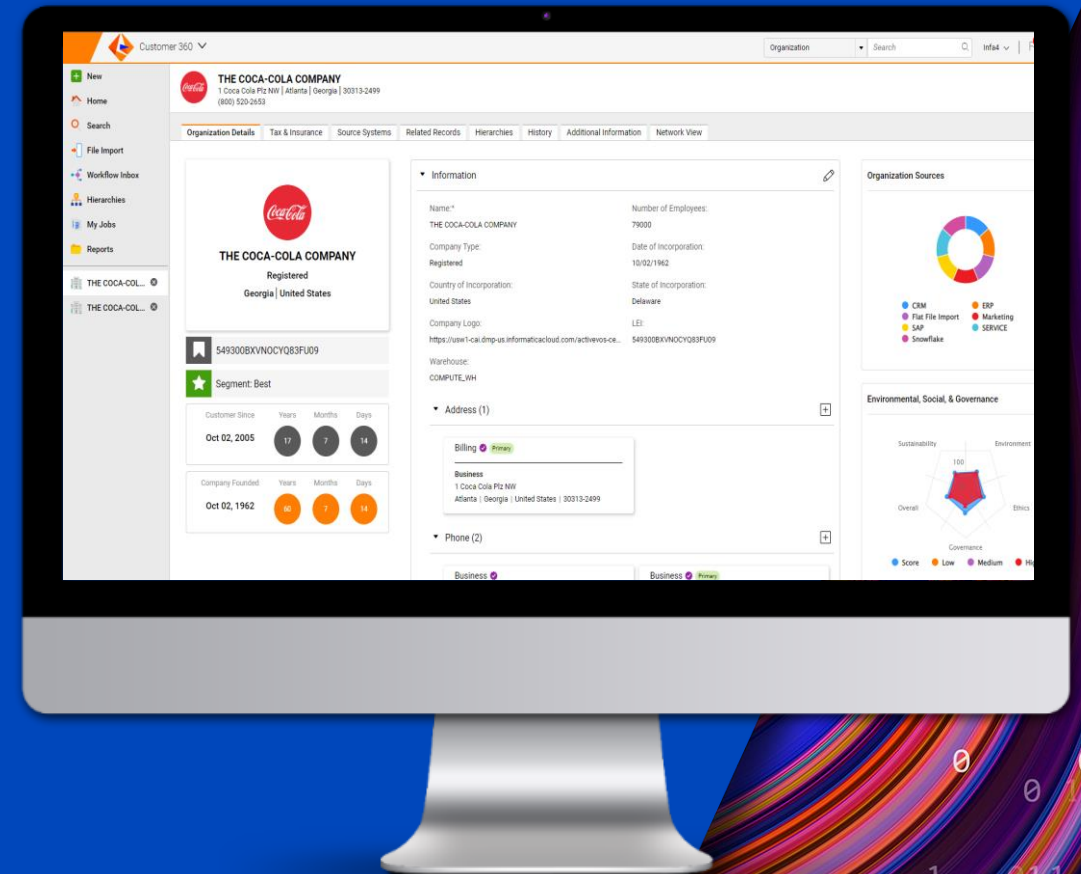 Customer 360
Organization
Search
Infa4
New
Home
Search
File Import
Workflow Inbox
Hierarchies
My Jobs
Reports
THE COCA-COL...
THE COCA-COL...
Coca-Cola
THE COCA-COLA COMPANY
1 Coca Cola Plz NW | Atlanta | Georgia | 30313-2499
(800) 520-2653
Organization Details Tax & Insurance Source Systems Related Records Hierarchies History Additional Information Network View
Coca-Cola
THE COCA-COLA COMPANY
Registered
Georgia | United States
549300BXVNOCYQ83FU09
Segment: Best
Customer Since Years Months Days
Oct 02, 2005 17 7 14
Company Founded Years Months Days
Oct 02, 1962 60 7 14
Information
Name:* Number of Employees:
THE COCA-COLA COMPANY 79000
Company Type: Date of Incorporation:
Registered 10/02/1962
Country of Incorporation: State of Incorporation:
United States Delaware
Company Logo: LEI:
https://usw1-cai.dmp-us.informaticacloud.com/activevos-ce... 549300BXVNOCYQ83FU09
Warehouse:
COMPUTE_WH
Address (1)
Billing Primary
Business
1 Coca Cola Plz NW
Atlanta | Georgia | United States | 30313-2499
Phone (2)
Business Business Primary
Organization Sources
CRM ERP
Flat File Import Marketing
SAP SERVICE
Snowflake
Environmental, Social, & Governance
Sustainability Environment
100
Overall Ethics
Governance
Score Low Medium
0
0 1
1 011